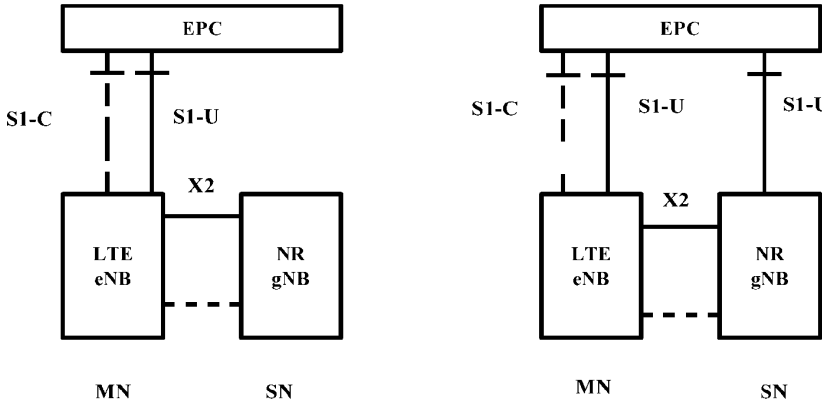 EPC
S1-C
S1-U
X2
LTE
eNB
NR
gNB
MN
SN
EPC
S1-C
S1-U
S1-U
X2
LTE
eNB
NR
gNB
MN
SN